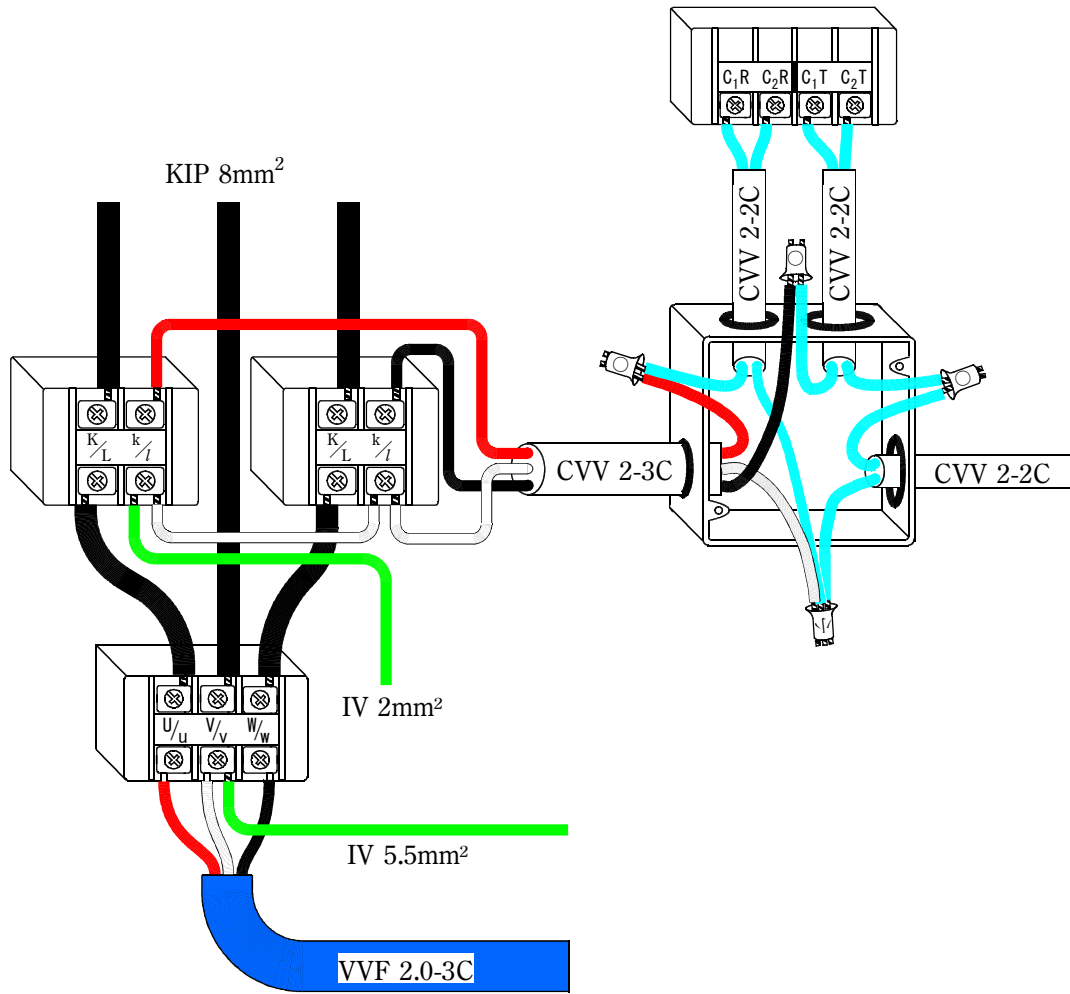 C₁R C₂R C₁T C₂T
KIP 8mm²
CVV 2-2C
CVV 2-2C
K/L k/l
K/L k/l
CVV 2-3C
CVV 2-2C
IV 2mm²
U/u V/v W/w
IV 5.5mm²
VVF 2.0-3C